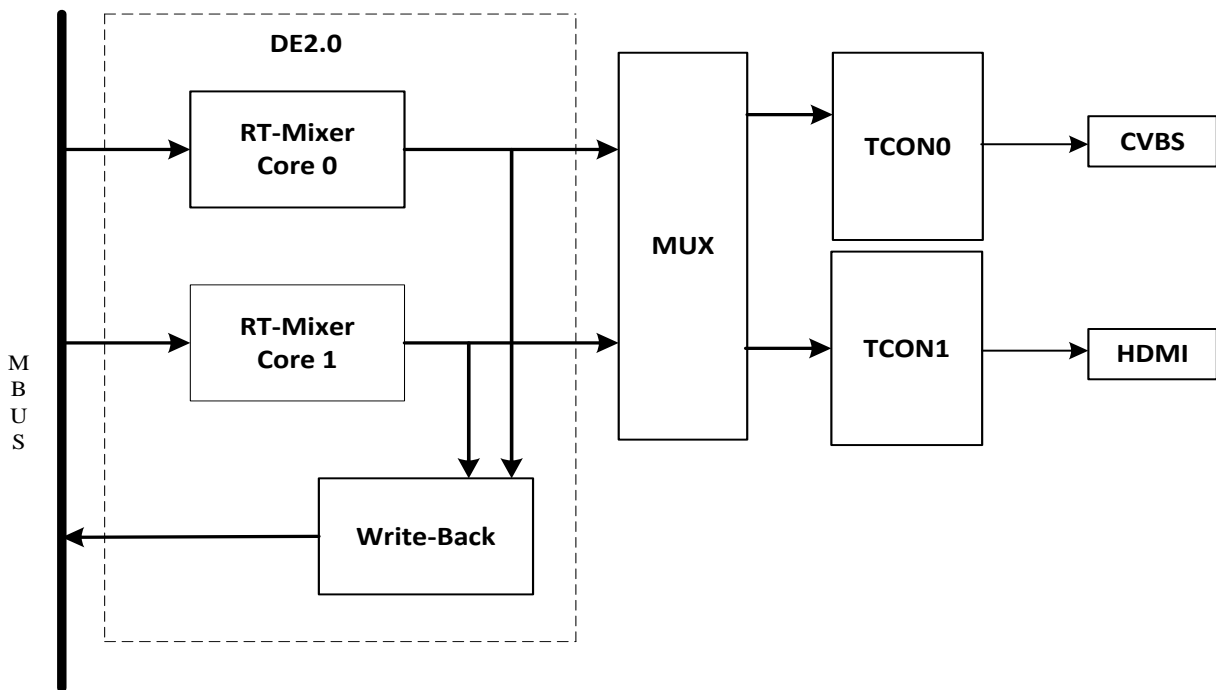 DE2.0
RT-Mixer
Core 0
RT-Mixer
Core 1
Write-Back
MUX
TCON0
TCON1
CVBS
HDMI
M
B
U
S